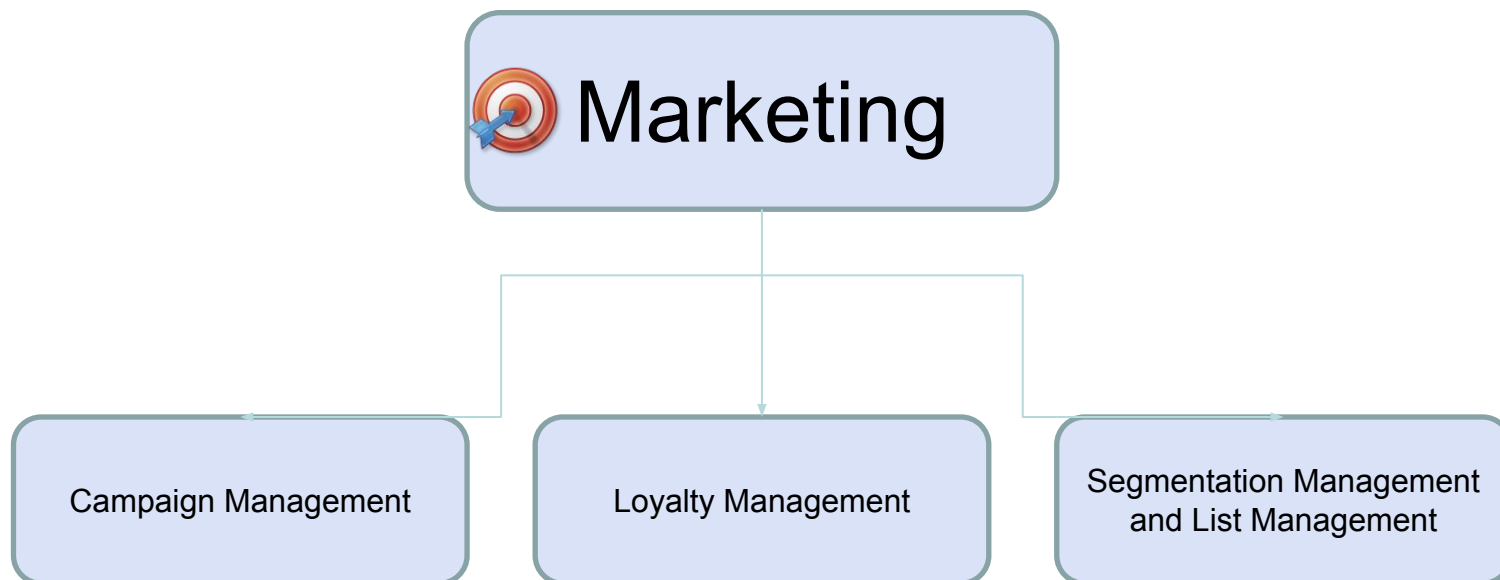 Marketing
Campaign Management
Loyalty Management
Segmentation Management
and List Management